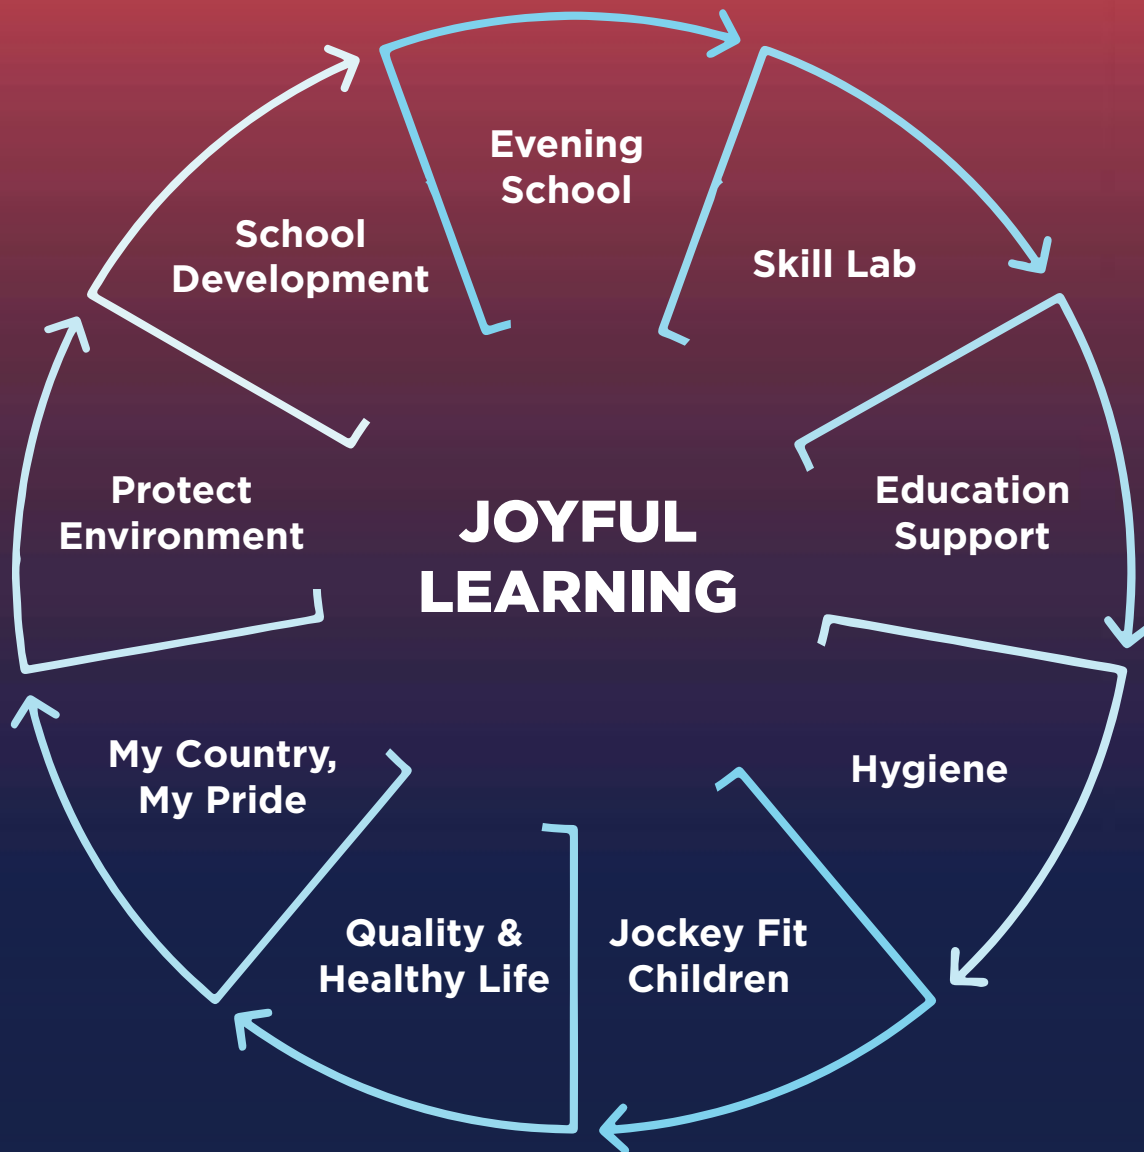 Evening
School
Skill Lab
Education
Support
Hygiene
Jockey Fit
Children
Quality &
Healthy Life
My Country,
My Pride
Protect
Environment
School
Development
JOYFUL
LEARNING